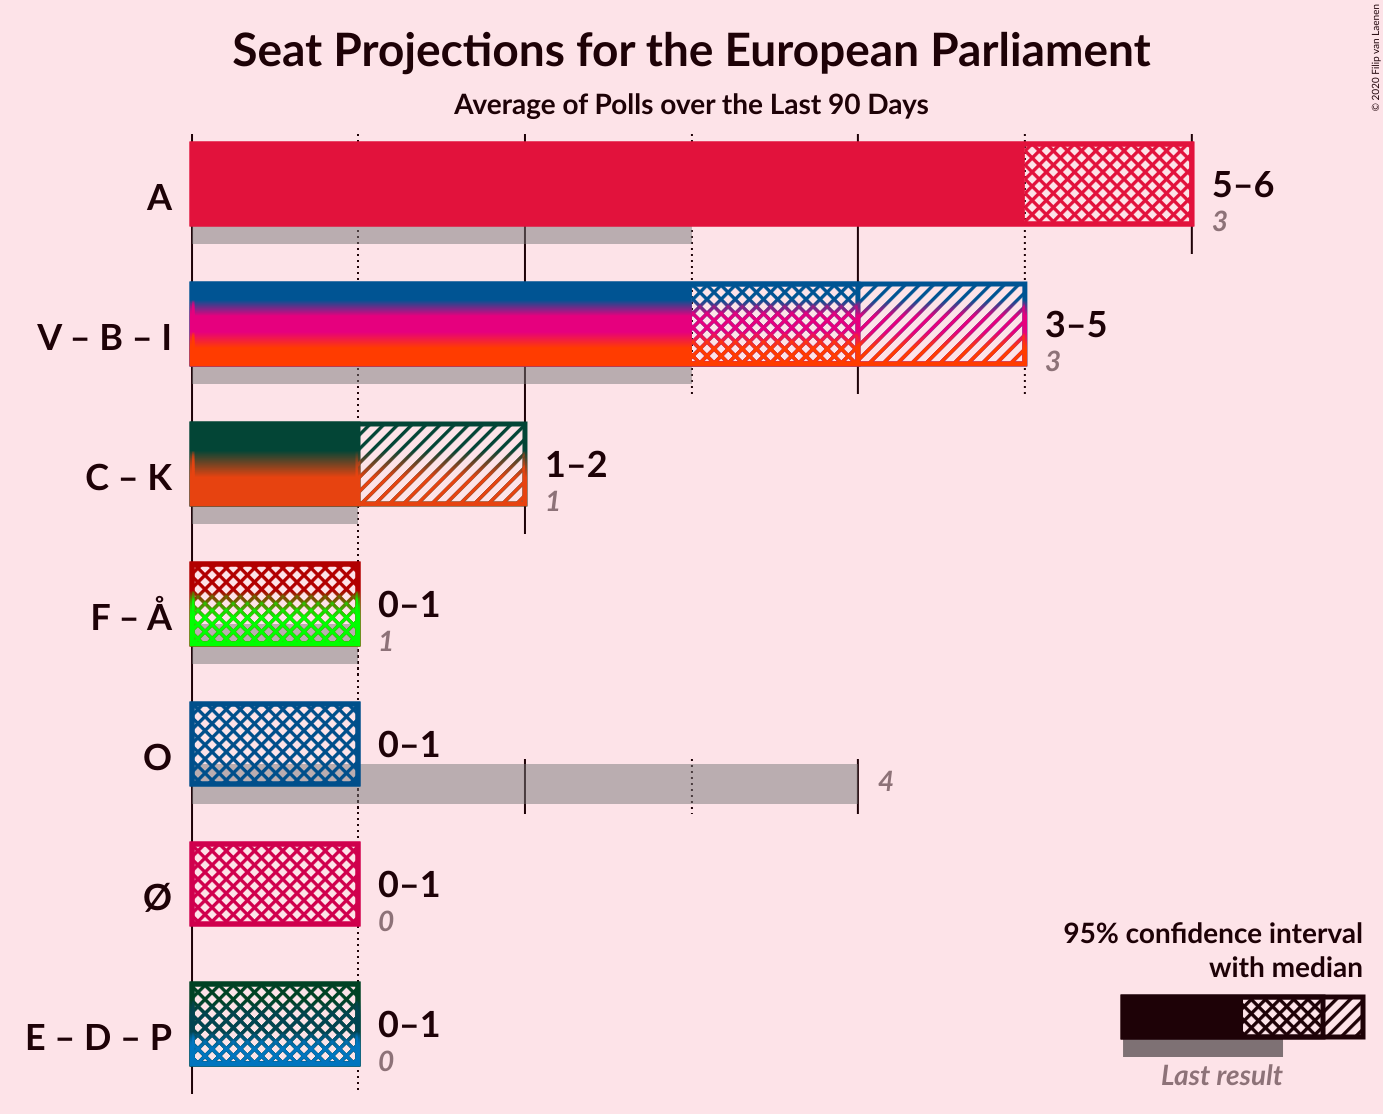 Seat Projections for the European Parliament
Average of Polls over the Last 90 Days
© 2020 Filip van Laenen
A
5–6
3
V – B – I
3–5
3
C – K
1–2
1
F – Å
0–1
1
O
0–1
4
Ø
0–1
0
E – D – P
0–1
0
95% confidence interval
with median
Last result